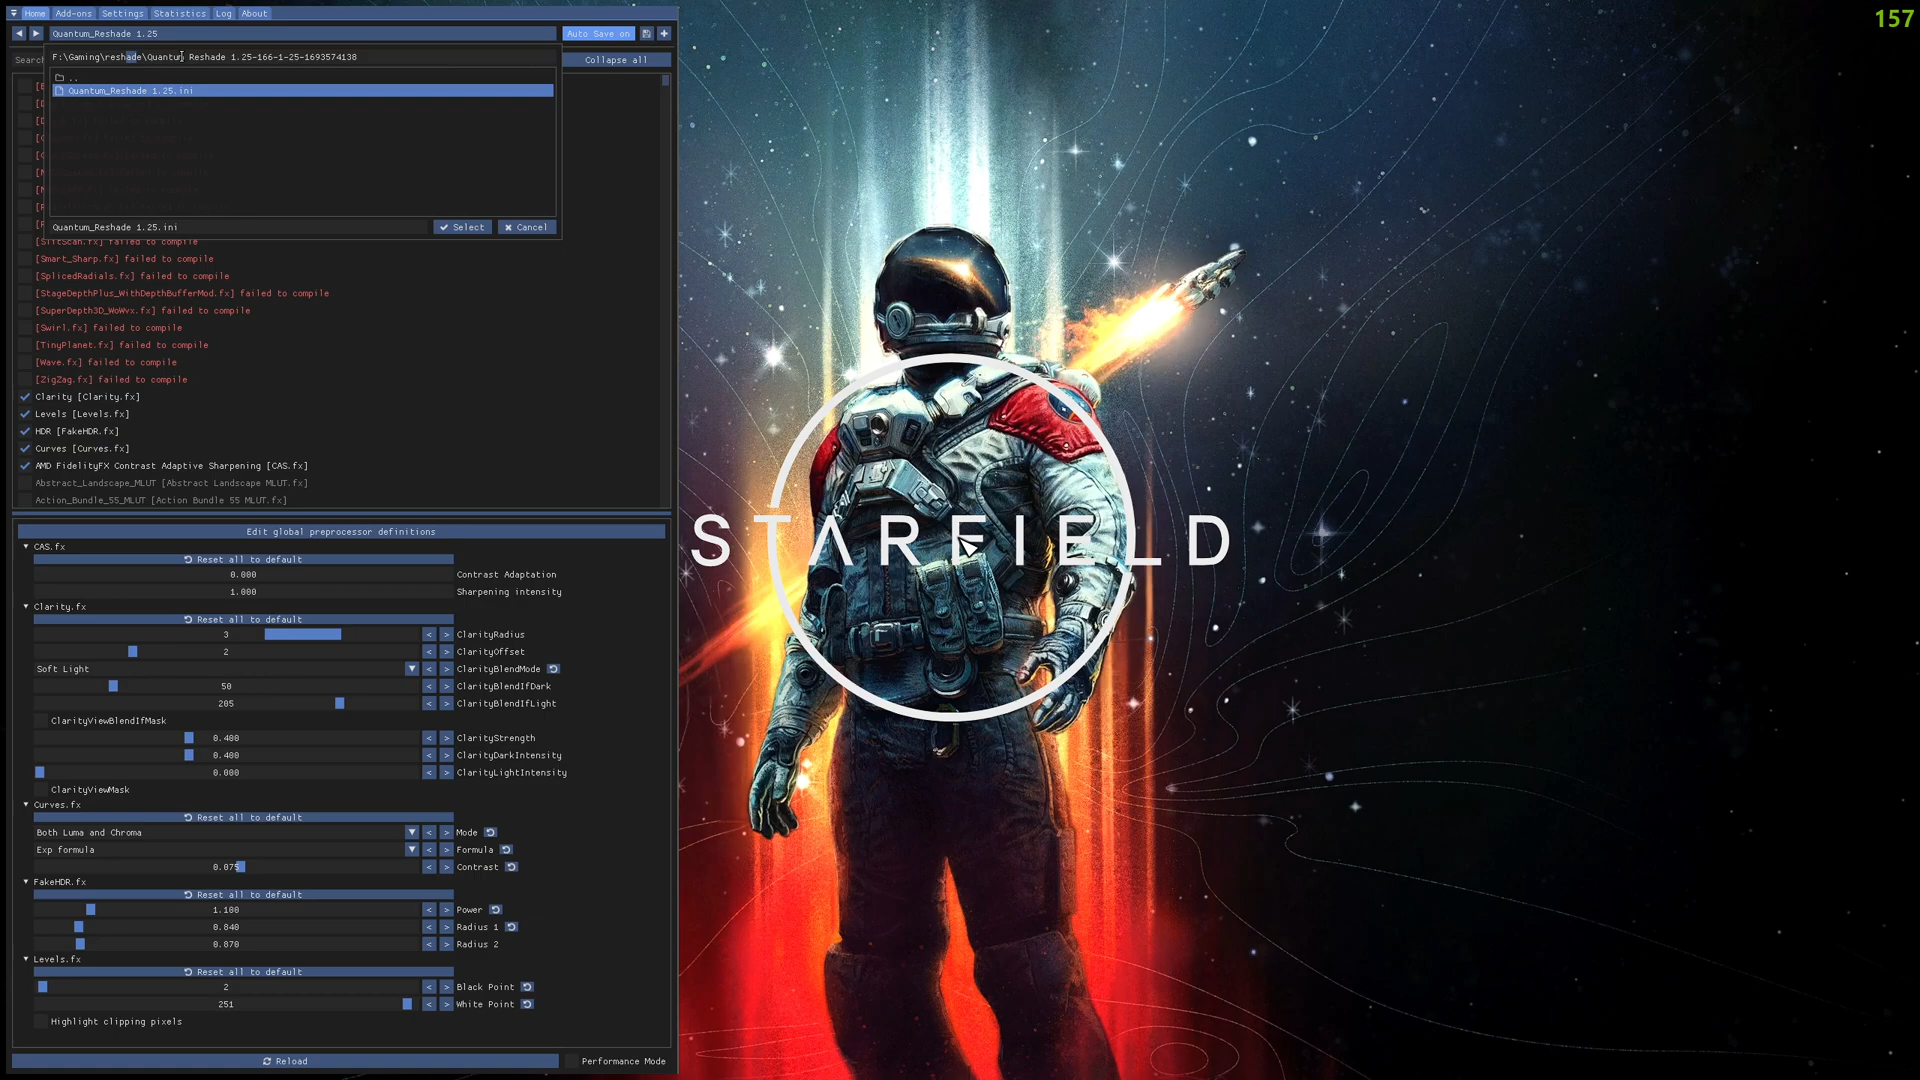 157
Home Add-ons Settings Statistics Log About
Quantum_Reshade 1.25 Auto Save on
F:\Gaming\reshade\Quantum Reshade 1.25-166-1-25-1693574138
Search Collapse all
..
Quantum_Reshade 1.25.ini
Quantum_Reshade 1.25.ini Select Cancel
[SlitScan.fx] failed to compile
[Smart_Sharp.fx] failed to compile
[SplicedRadials.fx] failed to compile
[StageDepthPlus_WithDepthBufferMod.fx] failed to compile
[SuperDepth3D_WoWvx.fx] failed to compile
[Swirl.fx] failed to compile
[TinyPlanet.fx] failed to compile
[Wave.fx] failed to compile
[ZigZag.fx] failed to compile
Clarity [Clarity.fx]
Levels [Levels.fx]
HDR [FakeHDR.fx]
Curves [Curves.fx]
AMD FidelityFX Contrast Adaptive Sharpening [CAS.fx]
Abstract_Landscape_MLUT [Abstract Landscape MLUT.fx]
Action_Bundle_55_MLUT [Action Bundle 55 MLUT.fx]
Edit global preprocessor definitions
CAS.fx
Reset all to default
0.000 Contrast Adaptation
1.000 Sharpening intensity
Clarity.fx
Reset all to default
3 < > ClarityRadius
2 < > ClarityOffset
Soft Light < > ClarityBlendMode
50 < > ClarityBlendIfDark
205 < > ClarityBlendIfLight
ClarityViewBlendIfMask
0.400 < > ClarityStrength
0.400 < > ClarityDarkIntensity
0.000 < > ClarityLightIntensity
ClarityViewMask
Curves.fx
Reset all to default
Both Luma and Chroma < > Mode
Exp formula < > Formula
0.075 < > Contrast
FakeHDR.fx
Reset all to default
1.100 < > Power
0.840 < > Radius 1
0.870 < > Radius 2
Levels.fx
Reset all to default
2 < > Black Point
251 < > White Point
Highlight clipping pixels
Reload Performance Mode
STARFIELD